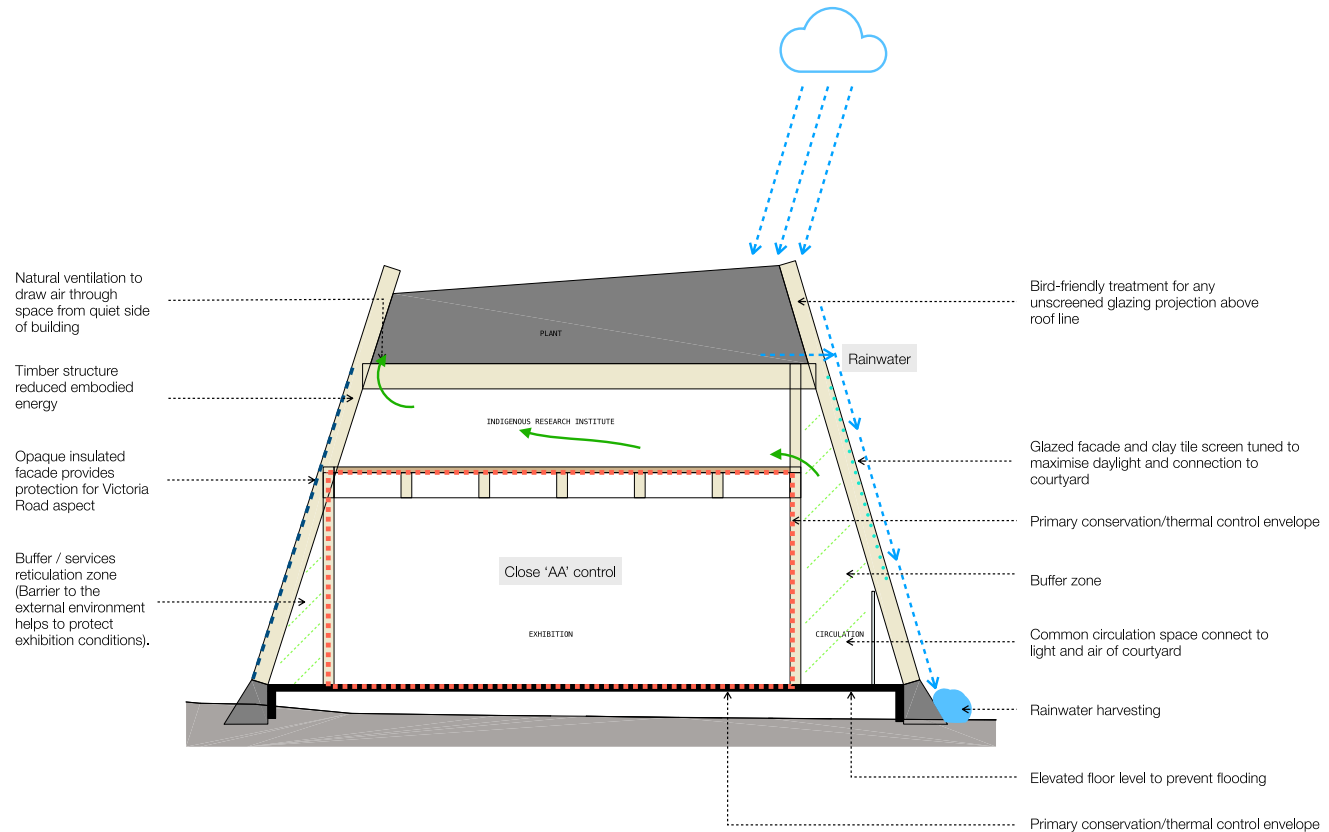 Natural ventilation to
draw air through
space from quiet side
of building
Timber structure
reduced embodied
energy
Opaque insulated
facade provides
protection for Victoria
Road aspect
Buffer / services
reticulation zone
(Barrier to the
external environment
helps to protect
exhibition conditions).
PLANT
Rainwater
INDIGENOUS RESEARCH INSTITUTE
Close ‘AA’ control
EXHIBITION
CIRCULATION
Bird-friendly treatment for any
unscreened glazing projection above
roof line
Glazed facade and clay tile screen tuned to
maximise daylight and connection to
courtyard
Primary conservation/thermal control envelope
Buffer zone
Common circulation space connect to
light and air of courtyard
Rainwater harvesting
Elevated floor level to prevent flooding
Primary conservation/thermal control envelope